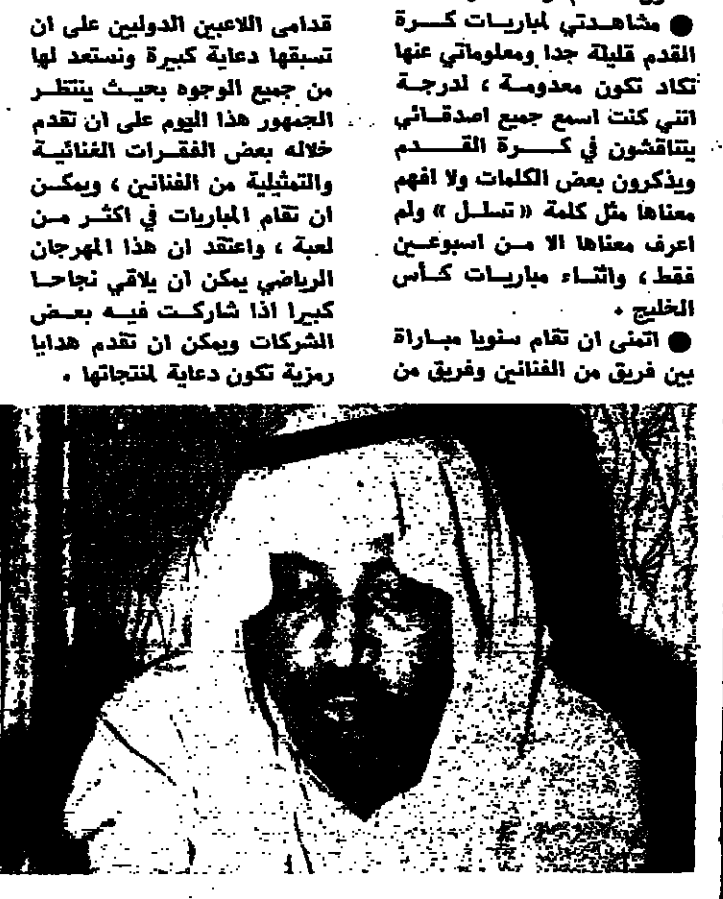 ● مشاهدتي لمباريات كرة
القدم قليلة جدا ومعلوماتي عنها
تكاد تكون معدومة ، لدرجة
انني كنت اسمع جميع اصدقائي
يتناقشون في كرة القدم
ويذكرون بعض الكلمات ولا افهم
معناها مثل كلمة « تسلل » ولم
اعرف معناها الا من اسبوعين
فقط ، واثناء مباريات كأس
الخليج .
● اتمنى ان تقام سنويا مباراة
بين فريق من الفنانين وفريق من
قدامى اللاعبين الدوليين على ان
تسبقها دعاية كبيرة ونستعد لها
من جميع الوجوه بحيث ينتظر
الجمهور هذا اليوم على ان تقدم
خلاله بعض الفقرات الغنائية
والتمثيلية من الفنانين ، ويمكن
ان تقام المباريات في اكثر من
لعبة ، واعتقد ان هذا المهرجان
الرياضي يمكن ان يلاقي نجاحا
كبيرا اذا شاركت فيه بعض
الشركات ويمكن ان تقدم هدايا
رمزية تكون دعاية لمنتجاتها .